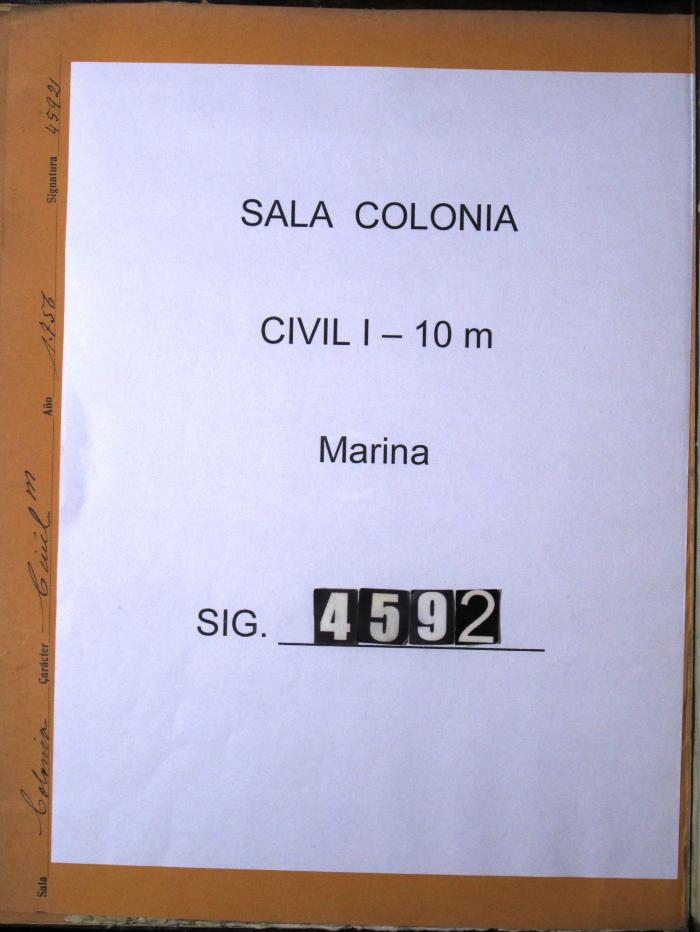 SALA COLONIA
CIVIL I – 10 m
Marina
SIG. 4592
Sala Colonia Carácter Civil m Año 1.756 Signatura 4592